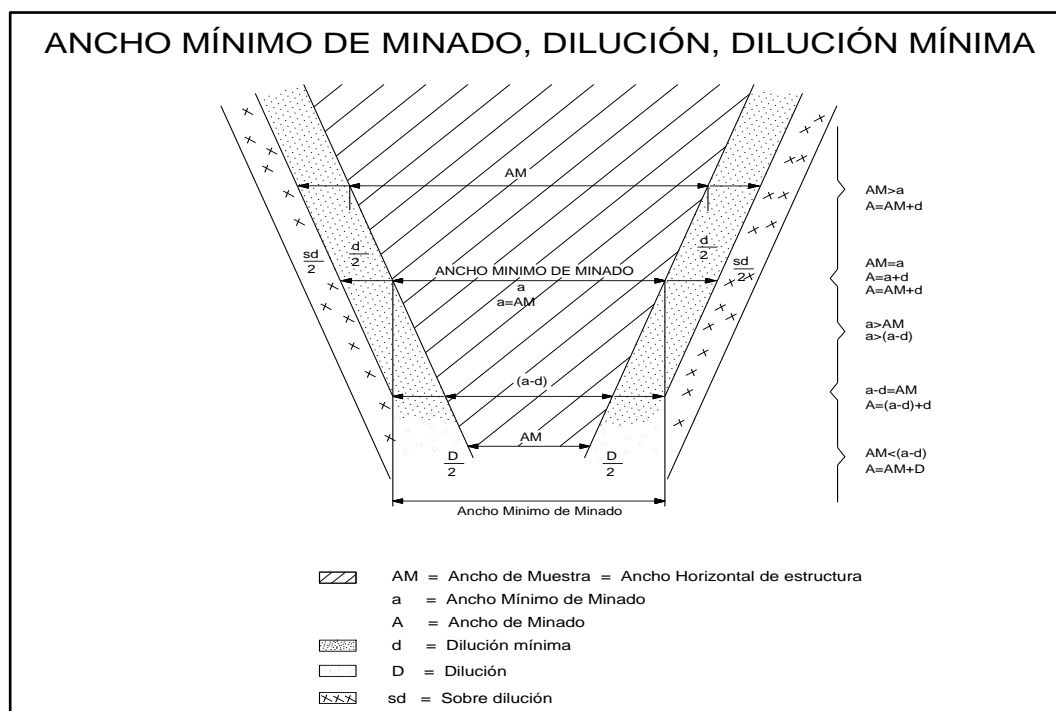 ANCHO MÍNIMO DE MINADO, DILUCIÓN, DILUCIÓN MÍNIMA
AM
AM>a
A=AM+d
sd
2
d
2
d
2
sd
2
ANCHO MINIMO DE MINADO
a
a=AM
AM=a
A=a+d
A=AM+d
a>AM
a>(a-d)
(a-d)
a-d=AM
A=(a-d)+d
AM
D
2
D
2
AM<(a-d)
A=AM+D
Ancho Minimo de Minado
AM = Ancho de Muestra = Ancho Horizontal de estructura
a = Ancho Mínimo de Minado
A = Ancho de Minado
d = Dilución mínima
D = Dilución
sd = Sobre dilución